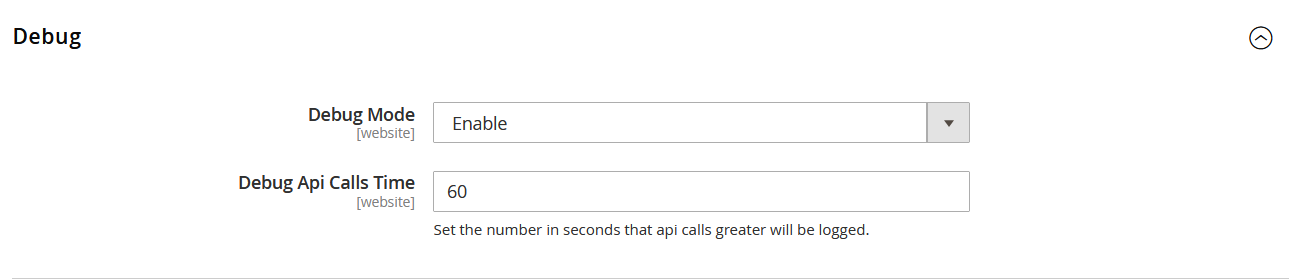 Debug
Debug Mode
[website]
Enable
Debug Api Calls Time
[website]
60
Set the number in seconds that api calls greater will be logged.